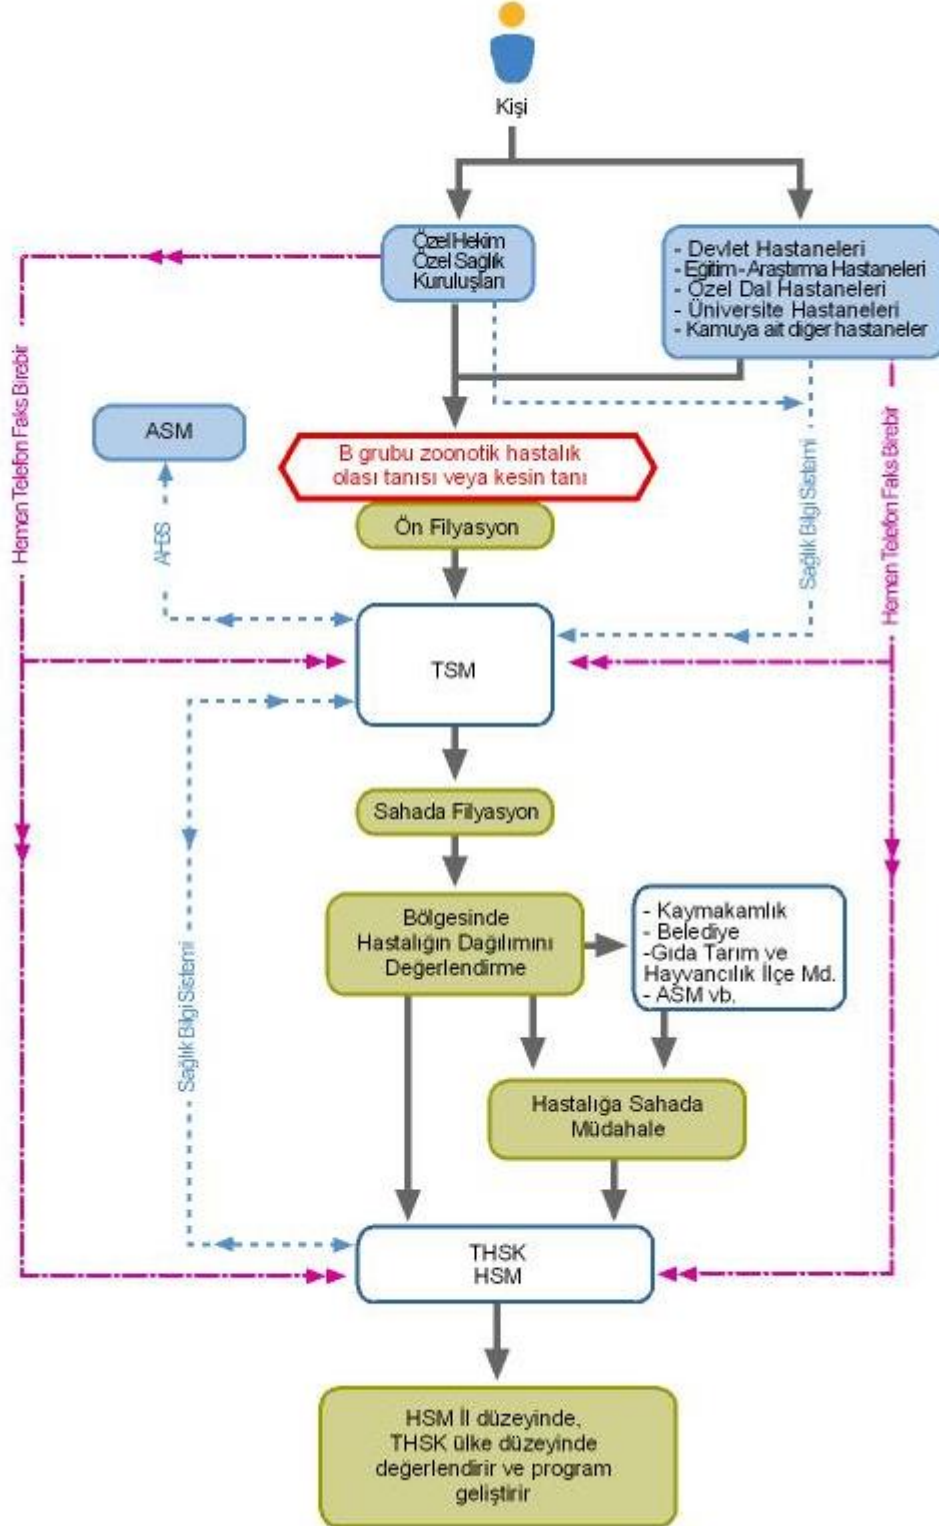 Kişi
Özel Hekim
Özel Sağlık
Kuruluşları
- Devlet Hastaneleri
- Eğitim-Araştırma Hastaneleri
- Özel Dal Hastaneleri
- Üniversite Hastaneleri
- Kamuya ait diger hastaneler
Hemen Telefon Faks Birebir
ASM
B grubu zoonotik hastalık
olası tanısı veya kesin tanı
Ön Filyasyon
AHBS
Sağlık Bilgi Sistemi
Hemen Telefon Faks Birebir
TSM
Sahada Filyasyon
Bölgesinde
Hastalığın Dağılımını
Değerlendirme
- Kaymakamlık
- Belediye
-Gıda Tarım ve
Hayvancılık İlçe Md.
- ASM vb.
Sağlık Bilgi Sistemi
Hastalığa Sahada
Müdahale
THSK
HSM
HSM İl düzeyinde,
THSK ülke düzeyinde
değerlendirir ve program
geliştirir